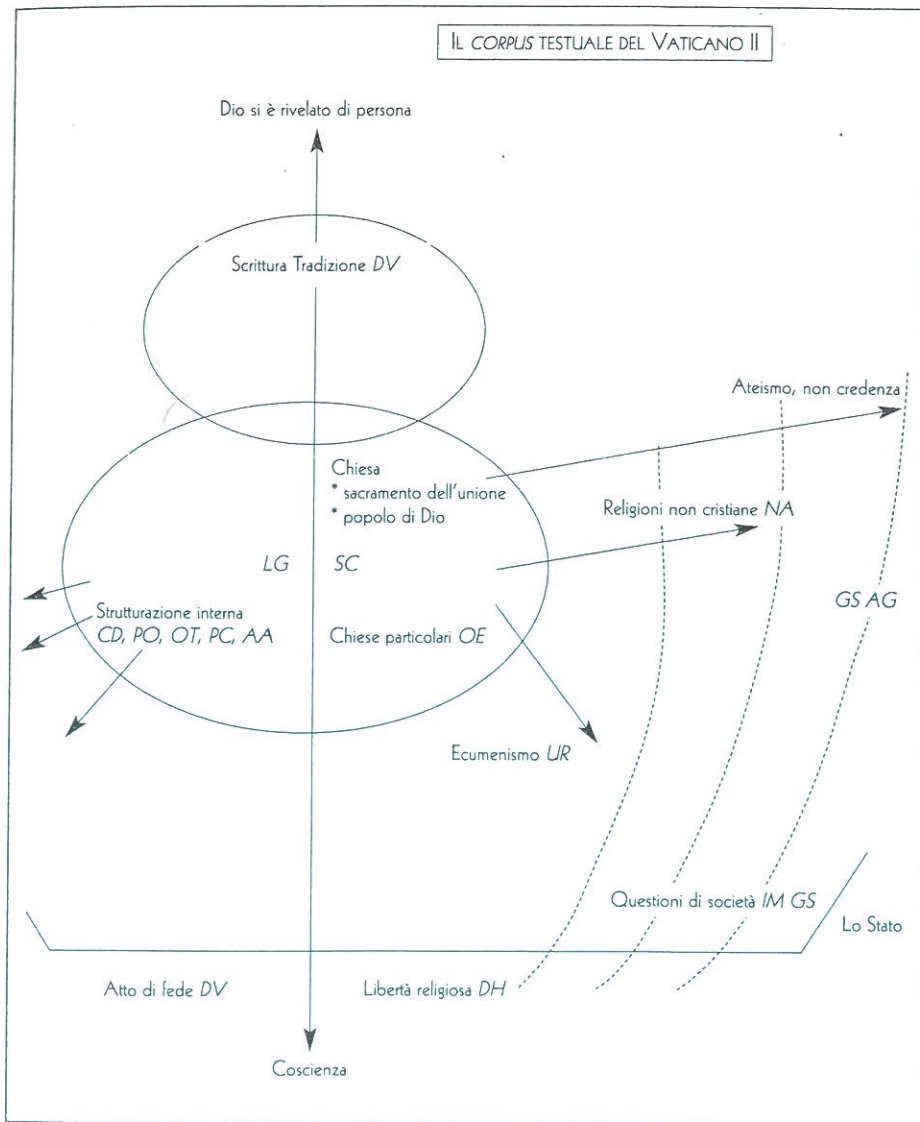 IL CORPUS TESTUALE DEL VATICANO II
Dio si è rivelato di persona
Scrittura Tradizione DV
Ateismo, non credenza
Chiesa
* sacramento dell'unione
* popolo di Dio
Religioni non cristiane NA
LG SC
GS AG
Strutturazione interna
CD, PO, OT, PC, AA
Chiese particolari OE
Ecumenismo UR
Questioni di società IM GS
Lo Stato
Atto di fede DV
Libertà religiosa DH
Coscienza